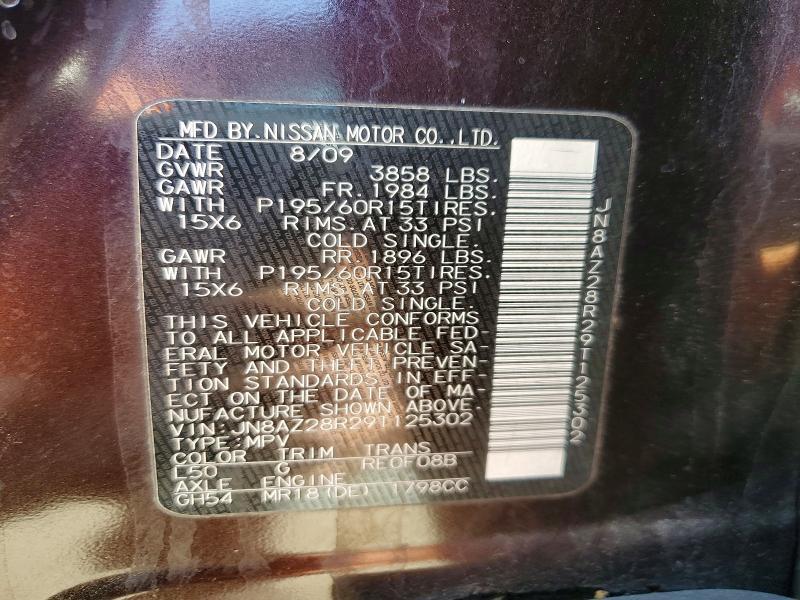 MFD BY.NISSAN MOTOR CO.,LTD.
DATE 8/09
GVWR 3858 LBS.
GAWR FR. 1984 LBS.
WITH P195/60R15TIRES.
15X6 RIMS.AT 33 PSI
COLD SINGLE.
GAWR RR. 1896 LBS.
WITH P195/60R15TIRES.
15X6 RIMS.AT 33 PSI
COLD SINGLE.
THIS VEHICLE CONFORMS
TO ALL APPLICABLE FED-
ERAL MOTOR VEHICLE SA-
FETY AND THEFT PREVEN-
TION STANDARDS IN EFF-
ECT ON THE DATE OF MA-
NUFACTURE SHOWN ABOVE.
VIN:JN8AZ28R29T125302
TYPE:MPV
COLOR TRIM TRANS
L50 G RE0F08B
AXLE ENGINE
GH54 MR18(DE) 1798CC
JN8AZ28R29T125302